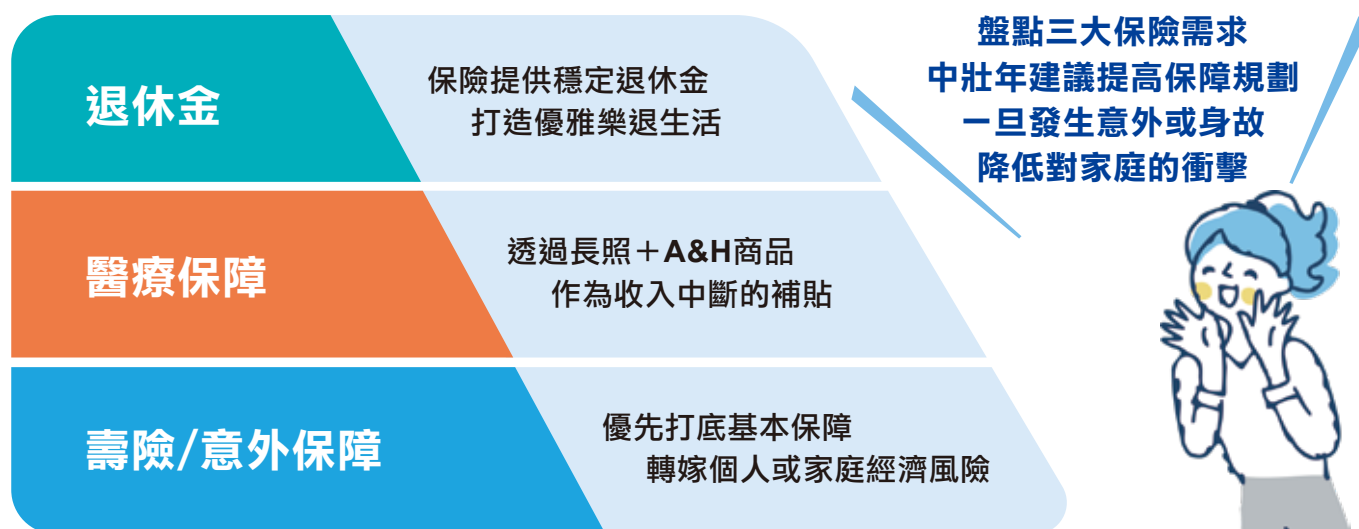 退休金
保險提供穩定退休金
打造優雅樂退生活
醫療保障
透過長照＋A&H商品
作為收入中斷的補貼
壽險/意外保障
優先打底基本保障
轉嫁個人或家庭經濟風險
盤點三大保險需求
中壯年建議提高保障規劃
一旦發生意外或身故
降低對家庭的衝擊